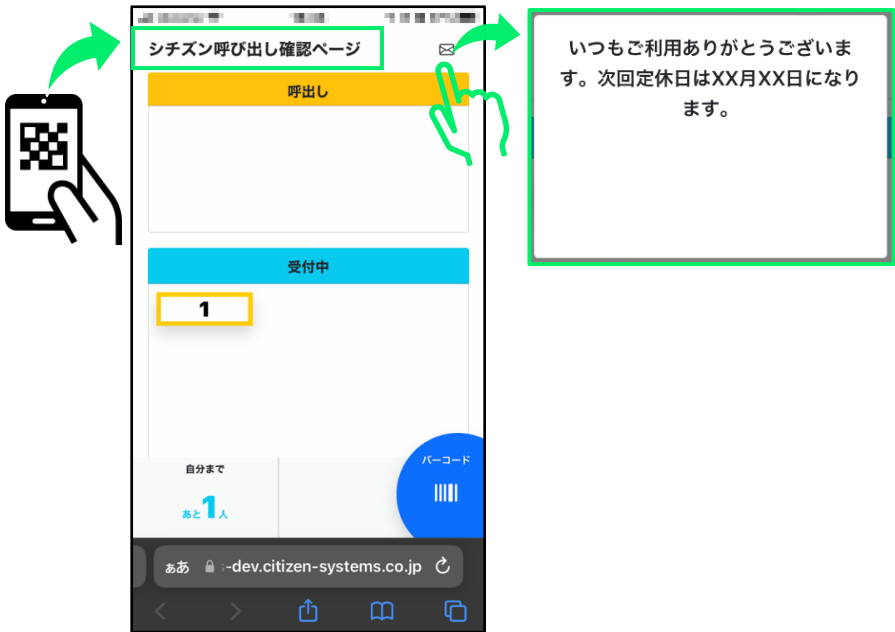 シチズン呼び出し確認ページ
呼出し
受付中
1
自分まで
あと1人
バーコード
ぁあ
-dev.citizen-systems.co.jp
いつもご利用ありがとうございま
す。次回定休日はXX月XX日になり
ます。